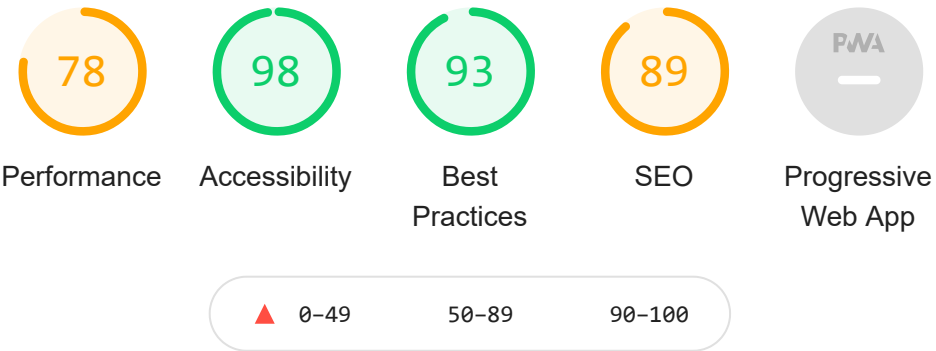 78 98 93 89 PWA
Performance Accessibility Best Practices SEO Progressive Web App
0–49 50–89 90–100